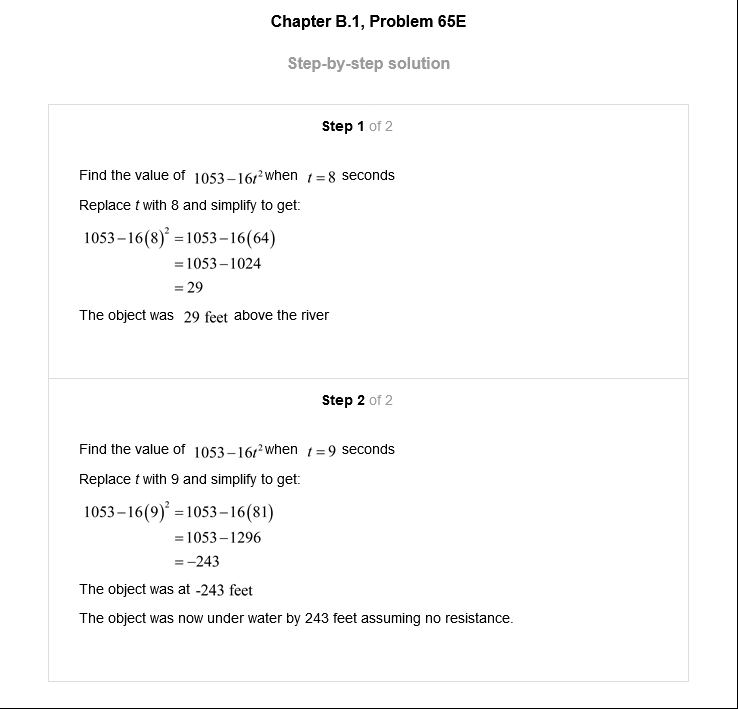 Chapter B.1, Problem 65E
Step-by-step solution
Step 1 of 2
Find the value of 1053−16t² when t=8 seconds
Replace t with 8 and simplify to get:
1053−16(8)² =1053−16(64)
=1053−1024
=29
The object was 29 feet above the river
Step 2 of 2
Find the value of 1053−16t² when t=9 seconds
Replace t with 9 and simplify to get:
1053−16(9)² =1053−16(81)
=1053−1296
=−243
The object was at -243 feet
The object was now under water by 243 feet assuming no resistance.